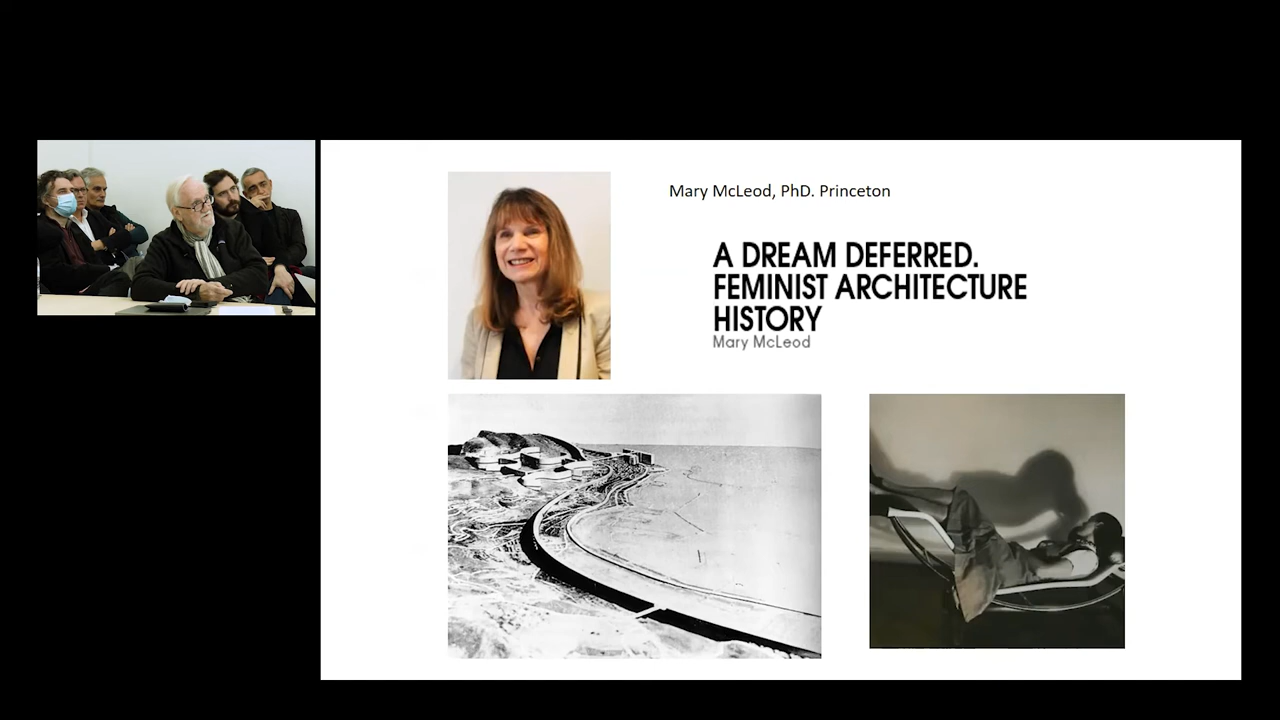 Mary McLeod, PhD. Princeton
A DREAM DEFERRED.
FEMINIST ARCHITECTURE
HISTORY
Mary McLeod